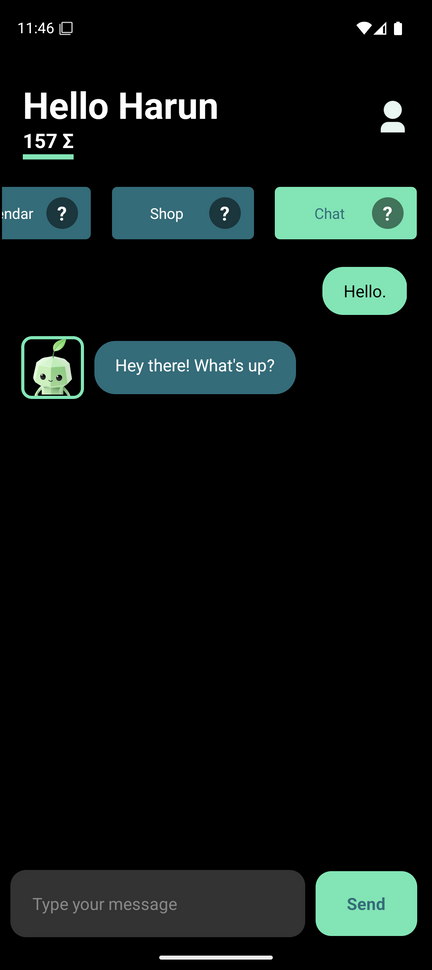 11:46
Hello Harun
157 Σ
endar ? Shop ? Chat ?
Hello.
Hey there! What's up?
Type your message Send